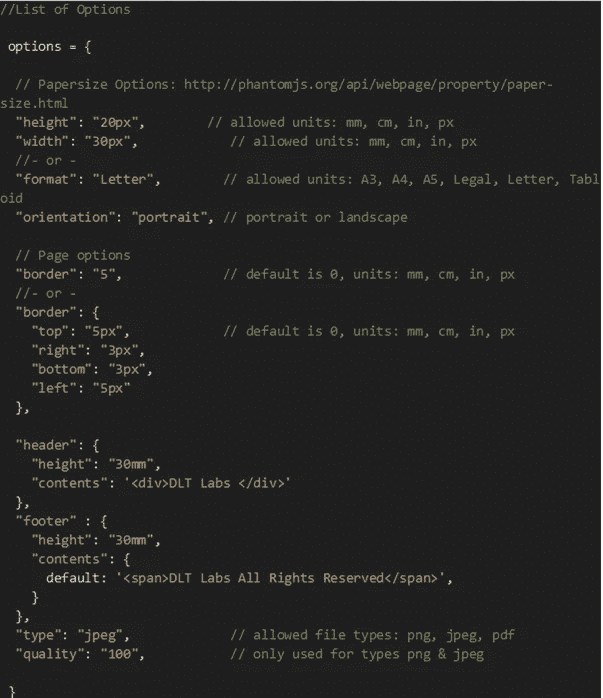 //List of Options
options = {
// Papersize Options: http://phantomjs.org/api/webpage/property/paper-
size.html
"height": "20px", // allowed units: mm, cm, in, px
"width": "30px", // allowed units: mm, cm, in, px
//- or -
"format": "Letter", // allowed units: A3, A4, A5, Legal, Letter, Tabl
oid
"orientation": "portrait", // portrait or landscape
// Page options
"border": "5", // default is 0, units: mm, cm, in, px
//- or -
"border": {
"top": "5px", // default is 0, units: mm, cm, in, px
"right": "3px",
"bottom": "3px",
"left": "5px"
},
"header": {
"height": "30mm",
"contents": '<div>DLT Labs </div>'
},
"footer" : {
"height": "30mm",
"contents": {
default: '<span>DLT Labs All Rights Reserved</span>',
}
},
"type": "jpeg", // allowed file types: png, jpeg, pdf
"quality": "100", // only used for types png & jpeg
}